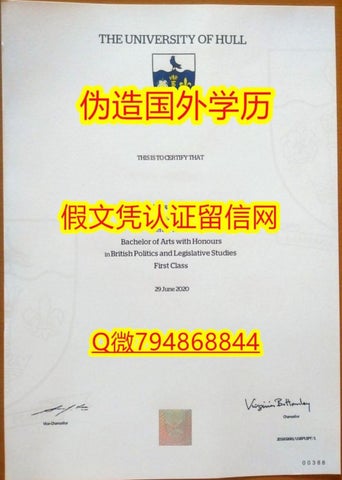 THE UNIVERSITY OF HULL
伪造国外学历
THIS IS TO CERTIFY THAT
假文凭认证留信网
Bachelor of Arts with Honours
in British Politics and Legislative Studies
First Class
29 June 2020
Q微794868844
Vice-Chancellor
Virginia Bottomley
Chancellor
00388